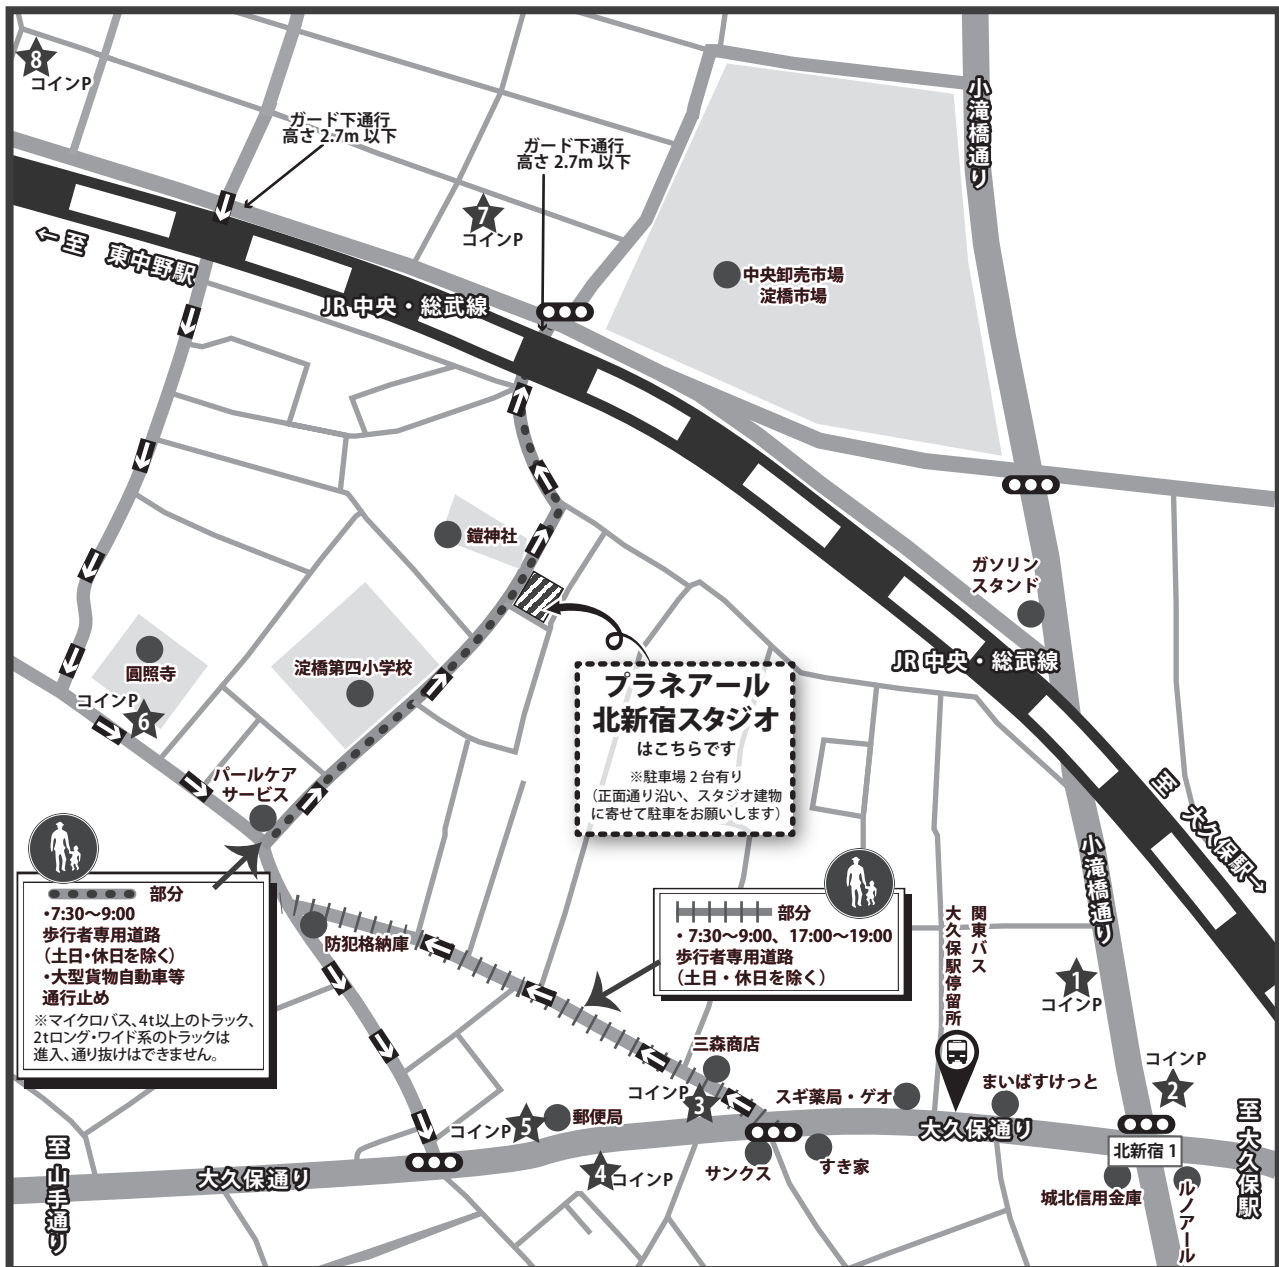 8
コインP
ガード下通行
高さ 2.7m 以下
ガード下通行
高さ 2.7m 以下
小滝橋通り
7
コインP
←至 東中野駅
JR 中央・総武線
中央卸売市場
淀橋市場
鎧神社
ガソリン
スタンド
圓照寺
コインP
6
淀橋第四小学校
JR 中央・総武線
プラネアール
北新宿スタジオ
はこちらです
※駐車場 2 台有り
(正面通り沿い、スタジオ建物
に寄せて駐車をお願いします)
パールケア
サービス
至 大久保駅→
小滝橋通り
部分
・7:30〜9:00
歩行者専用道路
(土日・休日を除く)
・大型貨物自動車等
通行止め
※マイクロバス、4t以上のトラック、
2tロング・ワイド系のトラックは
進入、通り抜けはできません。
防犯格納庫
部分
・7:30〜9:00、17:00〜19:00
歩行者専用道路
(土日・休日を除く)
関東バス
大久保駅停留所
1
コインP
三森商店
コインP
3
スギ薬局・ゲオ
まいばすけっと
コインP
2
コインP
5
郵便局
大久保通り
至 大久保駅
至 山手通り
大久保通り
4
コインP
サンクス
すき家
北新宿 1
城北信用金庫
ルノアール